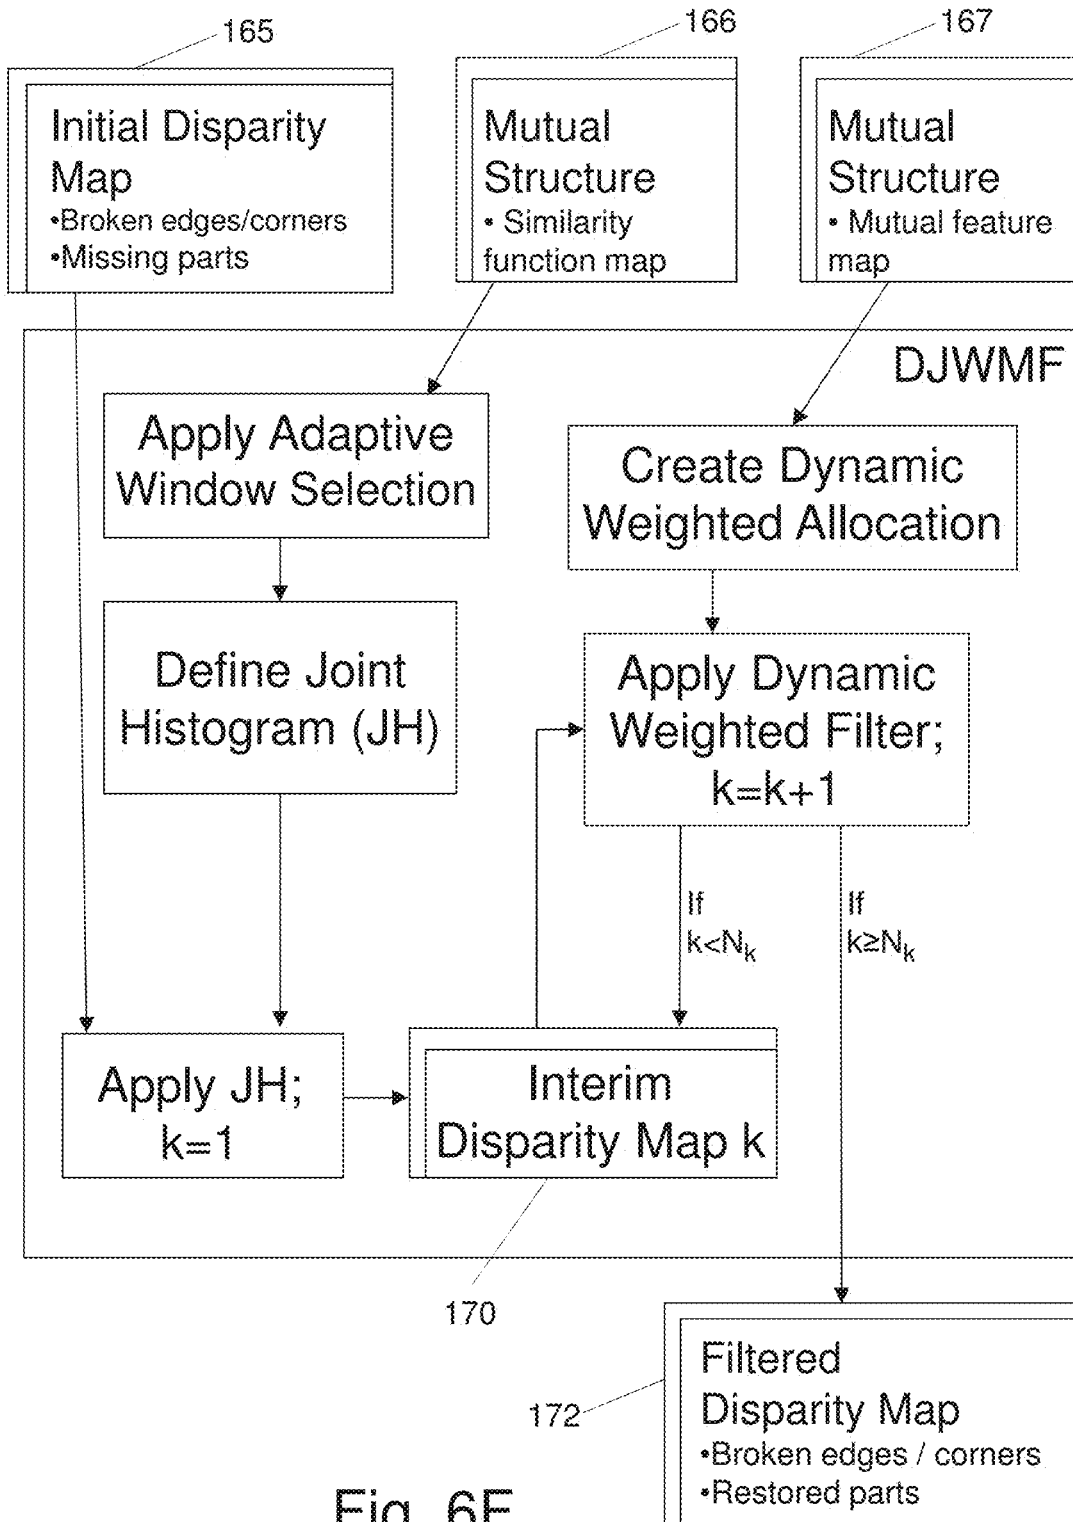 165
166
167
Initial Disparity
Map
•Broken edges/corners
•Missing parts
Mutual
Structure
• Similarity
function map
Mutual
Structure
• Mutual feature
map
DJWMF
Apply Adaptive
Window Selection
Create Dynamic
Weighted Allocation
Define Joint
Histogram (JH)
Apply Dynamic
Weighted Filter;
k=k+1
If
k<Nk
If
k≥Nk
Apply JH;
k=1
Interim
Disparity Map k
170
172
Filtered
Disparity Map
•Broken edges / corners
•Restored parts